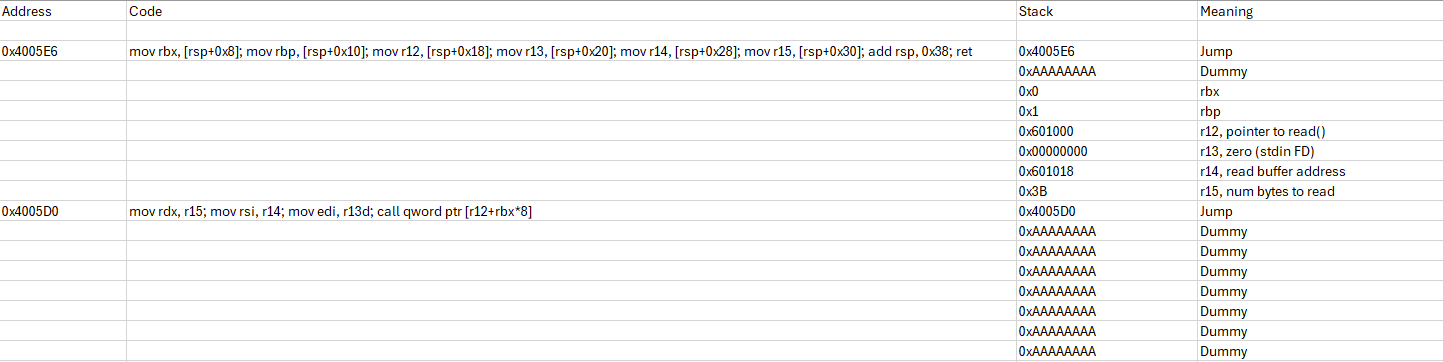 Address Code Stack Meaning
0x4005E6 mov rbx, [rsp+0x8]; mov rbp, [rsp+0x10]; mov r12, [rsp+0x18]; mov r13, [rsp+0x20]; mov r14, [rsp+0x28]; mov r15, [rsp+0x30]; add rsp, 0x38; ret 0x4005E6 Jump
0xAAAAAAAA Dummy
0x0 rbx
0x1 rbp
0x601000 r12, pointer to read()
0x00000000 r13, zero (stdin FD)
0x601018 r14, read buffer address
0x3B r15, num bytes to read
0x4005D0 mov rdx, r15; mov rsi, r14; mov edi, r13d; call qword ptr [r12+rbx*8] 0x4005D0 Jump
0xAAAAAAAA Dummy
0xAAAAAAAA Dummy
0xAAAAAAAA Dummy
0xAAAAAAAA Dummy
0xAAAAAAAA Dummy
0xAAAAAAAA Dummy
0xAAAAAAAA Dummy